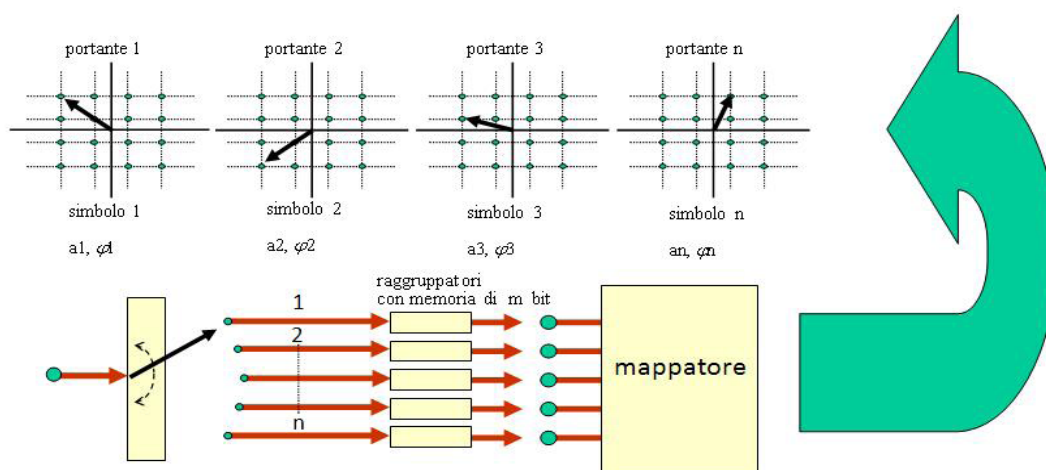 portante 1
portante 2
portante 3
portante n
simbolo 1
simbolo 2
simbolo 3
simbolo n
a1, φ1
a2, φ2
a3, φ3
an, φn
raggruppatori
con memoria di m bit
1
2
n
mappatore